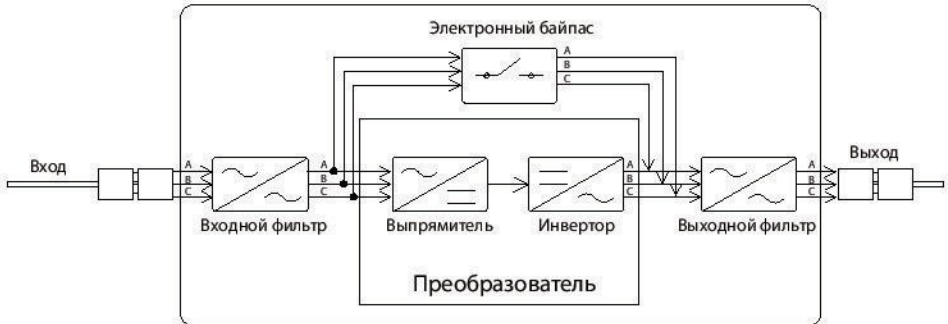 Электронный байпас
A
B
C
Вход
A
B
C
A
B
C
A
B
C
A
B
C
Выход
Входной фильтр
Выпрямитель
Инвертор
Выходной фильтр
Преобразователь